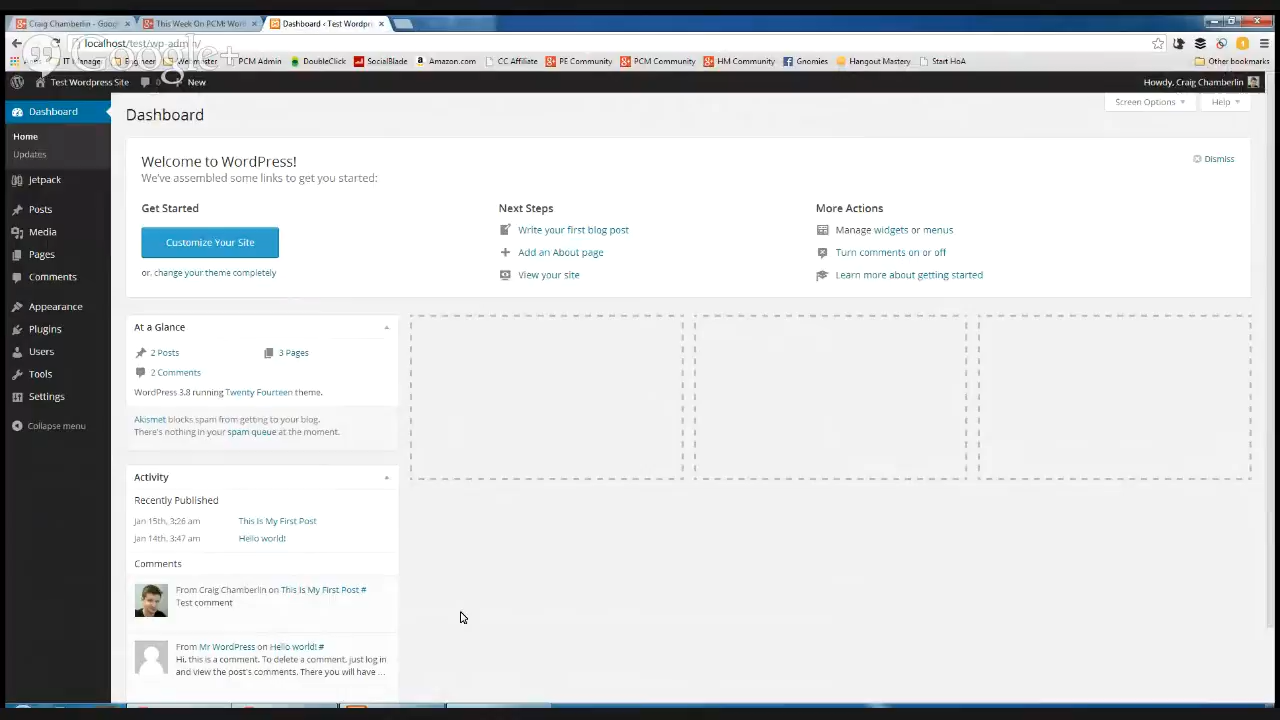 Craig Chamberlin - Goog
This Week On PCM: Wor
Dashboard ‹ Test Wordpre
localhost/test/wp-admin/
Google+
IT Manage
Engineer
Webmaster
PCM Admin
DoubleClick
SocialBlade
Amazon.com
CC Affiliate
PE Community
PCM Community
HM Community
Gnomies
Hangout Mastery
Start HoA
Other bookmarks
Test Wordpress Site
0
New
Howdy, Craig Chamberlin
Dashboard
Home
Updates
Jetpack
Posts
Media
Pages
Comments
Appearance
Plugins
Users
Tools
Settings
Collapse menu
Dashboard
Screen Options
Help
Welcome to WordPress!
We've assembled some links to get you started:
Dismiss
Get Started
Customize Your Site
or, change your theme completely
Next Steps
Write your first blog post
Add an About page
View your site
More Actions
Manage widgets or menus
Turn comments on or off
Learn more about getting started
At a Glance
2 Posts
3 Pages
2 Comments
WordPress 3.8 running Twenty Fourteen theme.
Akismet blocks spam from getting to your blog.
There's nothing in your spam queue at the moment.
Activity
Recently Published
Jan 15th, 3:26 am
This Is My First Post
Jan 14th, 3:47 am
Hello world!
Comments
From Craig Chamberlin on This Is My First Post #
Test comment
From Mr WordPress on Hello world! #
Hi, this is a comment. To delete a comment, just log in
and view the post's comments. There you will have ...